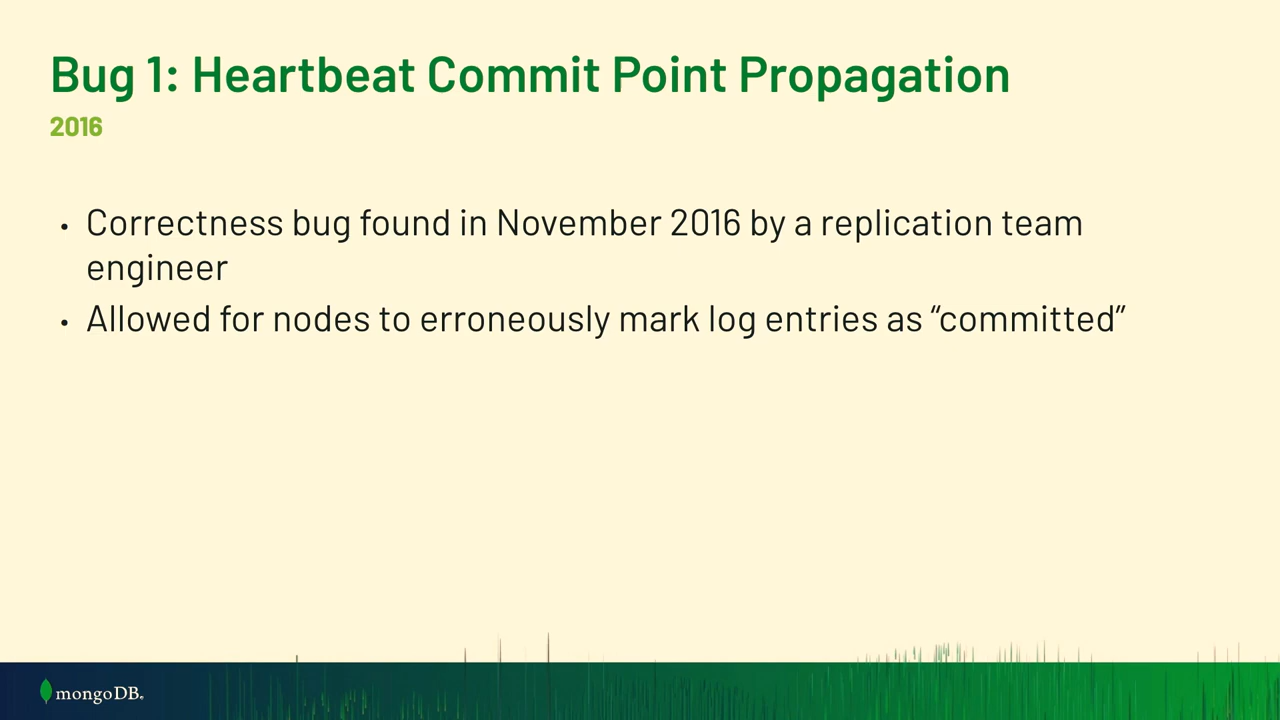 Bug 1: Heartbeat Commit Point Propagation
2016
• Correctness bug found in November 2016 by a replication team
engineer
• Allowed for nodes to erroneously mark log entries as ”committed”
mongoDB.